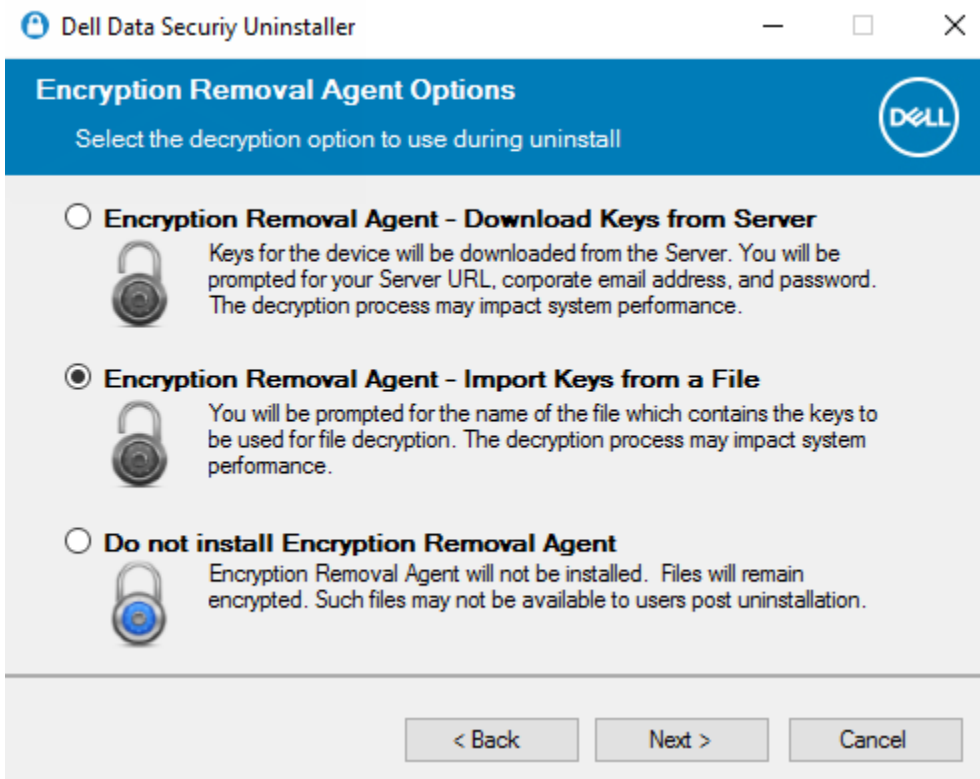 Dell Data Securiy Uninstaller
Encryption Removal Agent Options
Select the decryption option to use during uninstall
DELL
Encryption Removal Agent - Download Keys from Server
Keys for the device will be downloaded from the Server. You will be
prompted for your Server URL, corporate email address, and password.
The decryption process may impact system performance.
Encryption Removal Agent - Import Keys from a File
You will be prompted for the name of the file which contains the keys to
be used for file decryption. The decryption process may impact system
performance.
Do not install Encryption Removal Agent
Encryption Removal Agent will not be installed.  Files will remain
encrypted. Such files may not be available to users post uninstallation.
< Back
Next >
Cancel